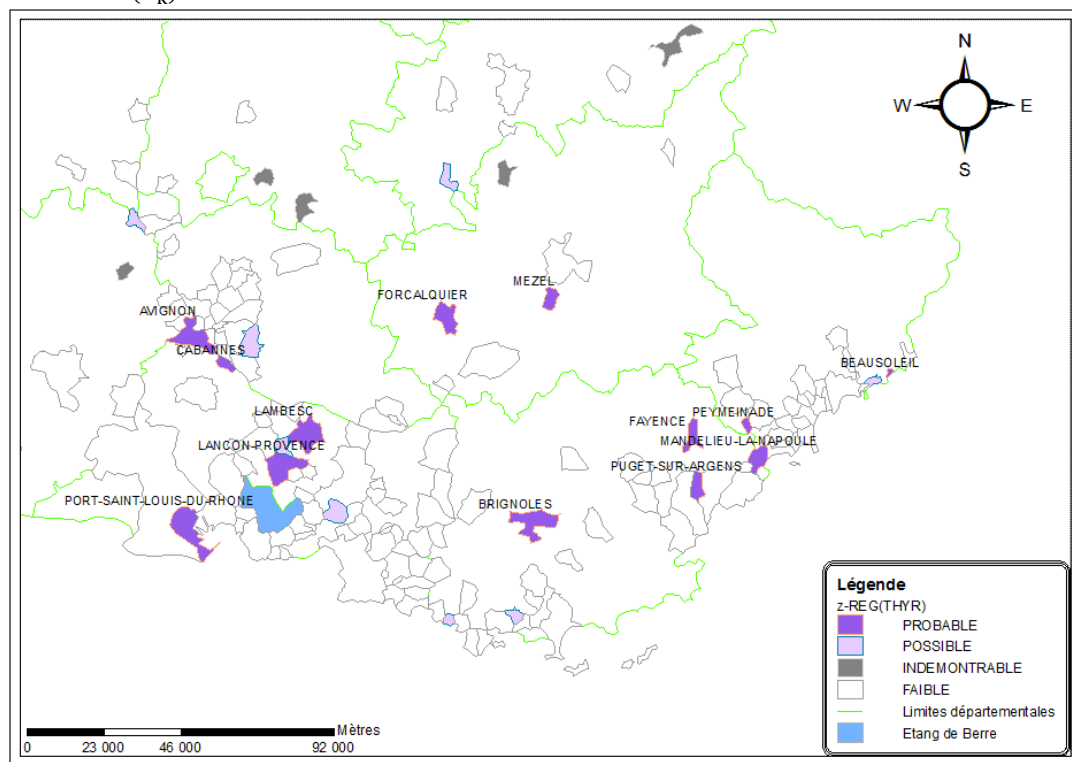 N
W E
S
MEZEL
FORCALQUIER
AVIGNON
CABANNES
BEAUSOLEIL
LAMBESC
PEYMEINADE
FAYENCE
LANCON-PROVENCE
MANDELIEU-LA-NAPOULE
PUGET-SUR-ARGENS
PORT-SAINT-LOUIS-DU-RHONE
BRIGNOLES
Légende
z-REG(THYR)
PROBABLE
POSSIBLE
INDEMONTRABLE
FAIBLE
Limites départementales
Etang de Berre
Mètres
0 23 000 46 000 92 000